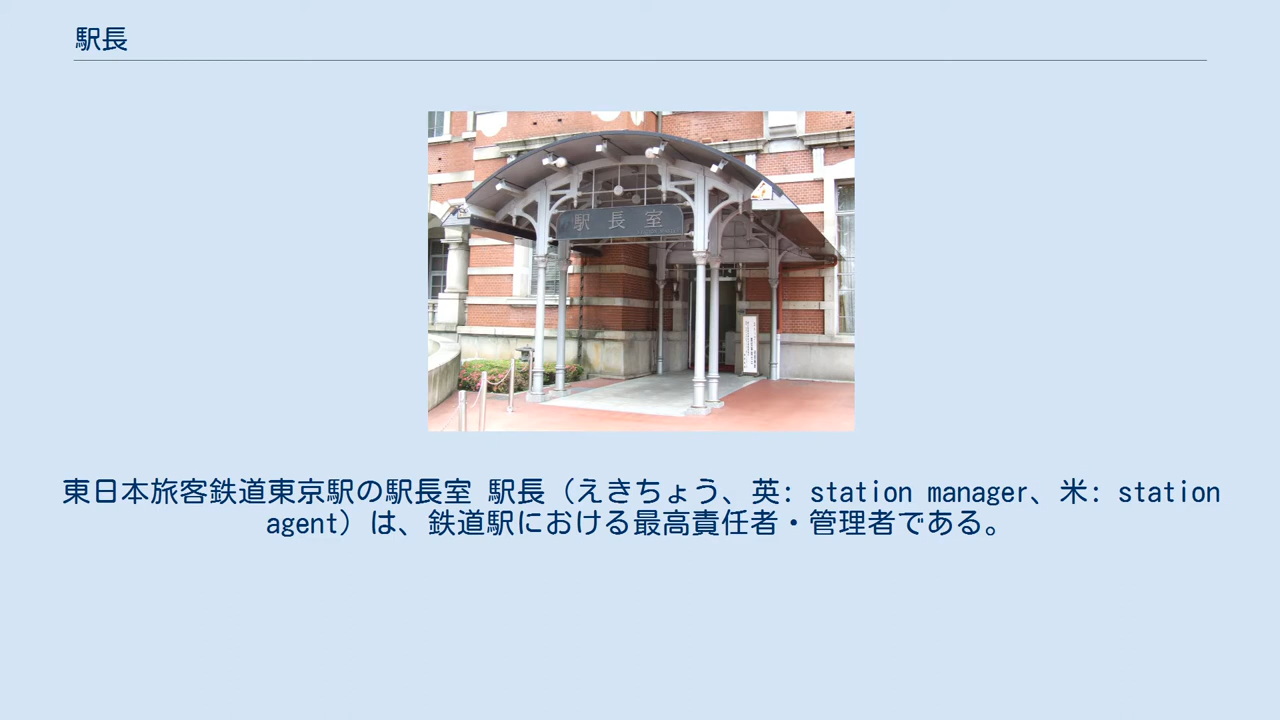 駅長
駅長室
東日本旅客鉄道東京駅の駅長室 駅長（えきちょう、英: station manager、米: station
agent）は、鉄道駅における最高責任者・管理者である。